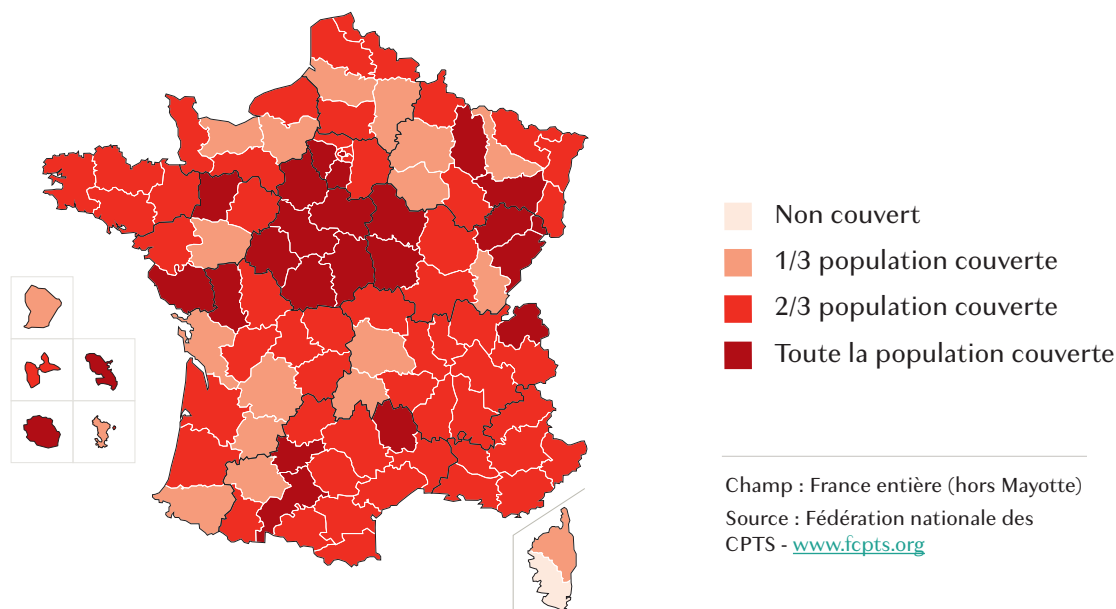 Non couvert
1/3 population couverte
2/3 population couverte
Toute la population couverte
Champ : France entière (hors Mayotte)
Source : Fédération nationale des
CPTS - www.fcpts.org